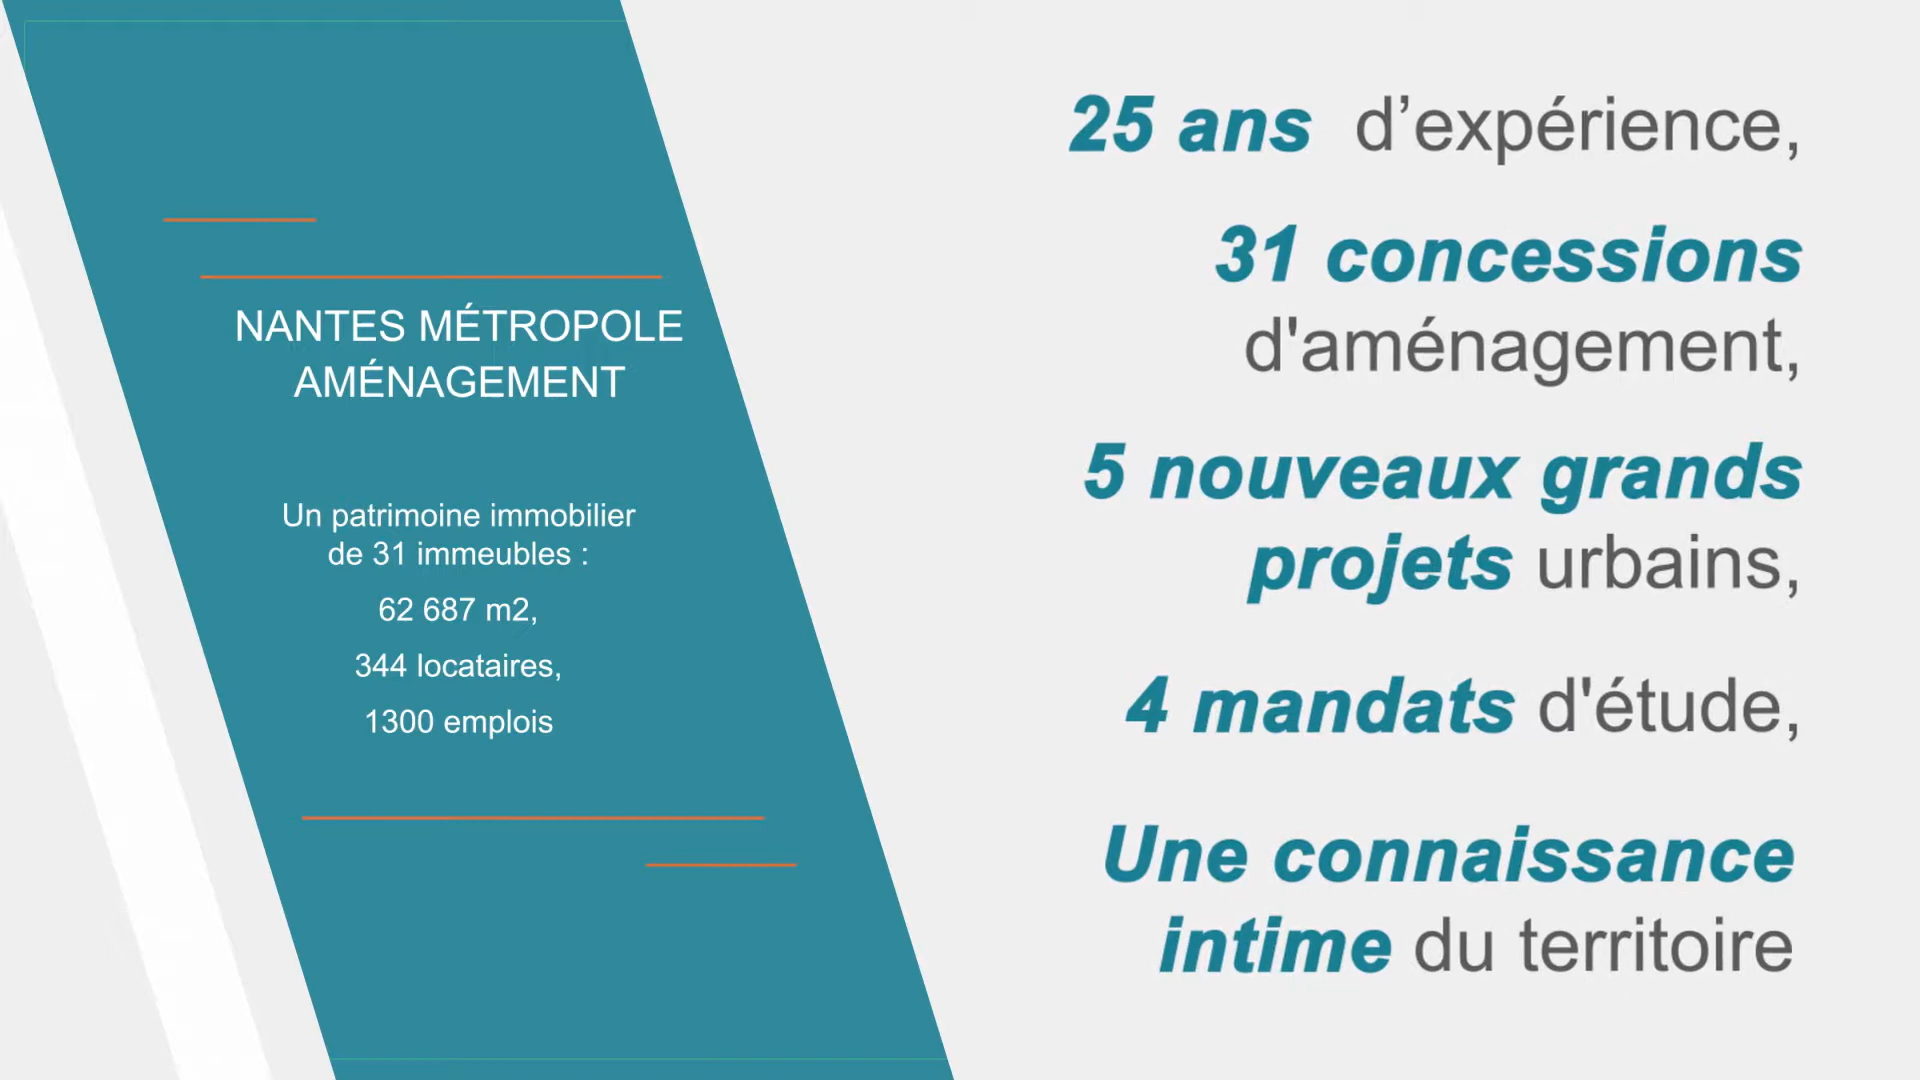 NANTES MÉTROPOLE
AMÉNAGEMENT
Un patrimoine immobilier
de 31 immeubles :
62 687 m2,
344 locataires,
1300 emplois
25 ans d’expérience,
31 concessions
d'aménagement,
5 nouveaux grands
projets urbains,
4 mandats d'étude,
Une connaissance
intime du territoire